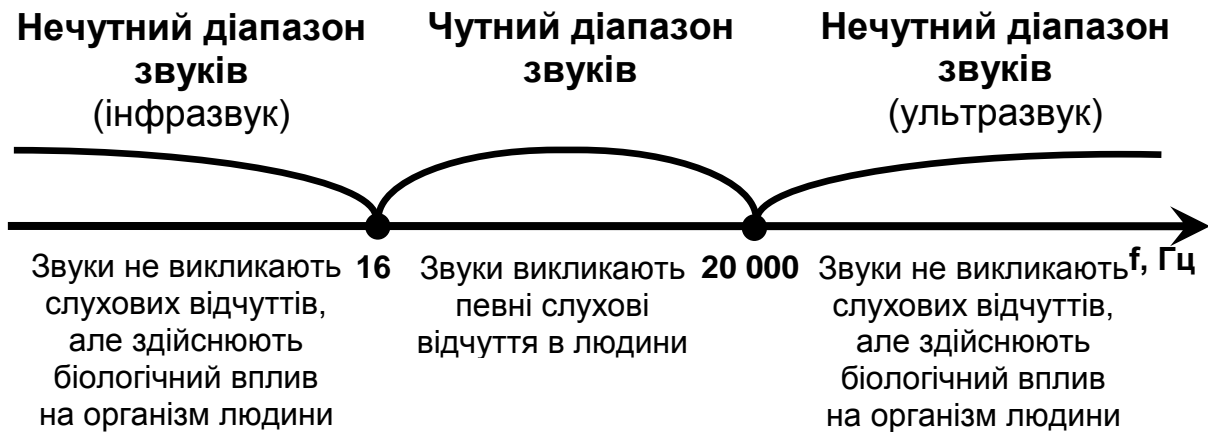 Нечутний діапазон
звуків
(інфразвук)
Чутний діапазон
звуків
Нечутний діапазон
звуків
(ультразвук)
Звуки не викликають
слухових відчуттів,
але здійснюють
біологічний вплив
на організм людини
16
Звуки викликають
певні слухові
відчуття в людини
20 000
Звуки не викликають
слухових відчуттів,
але здійснюють
біологічний вплив
на організм людини
f, Гц